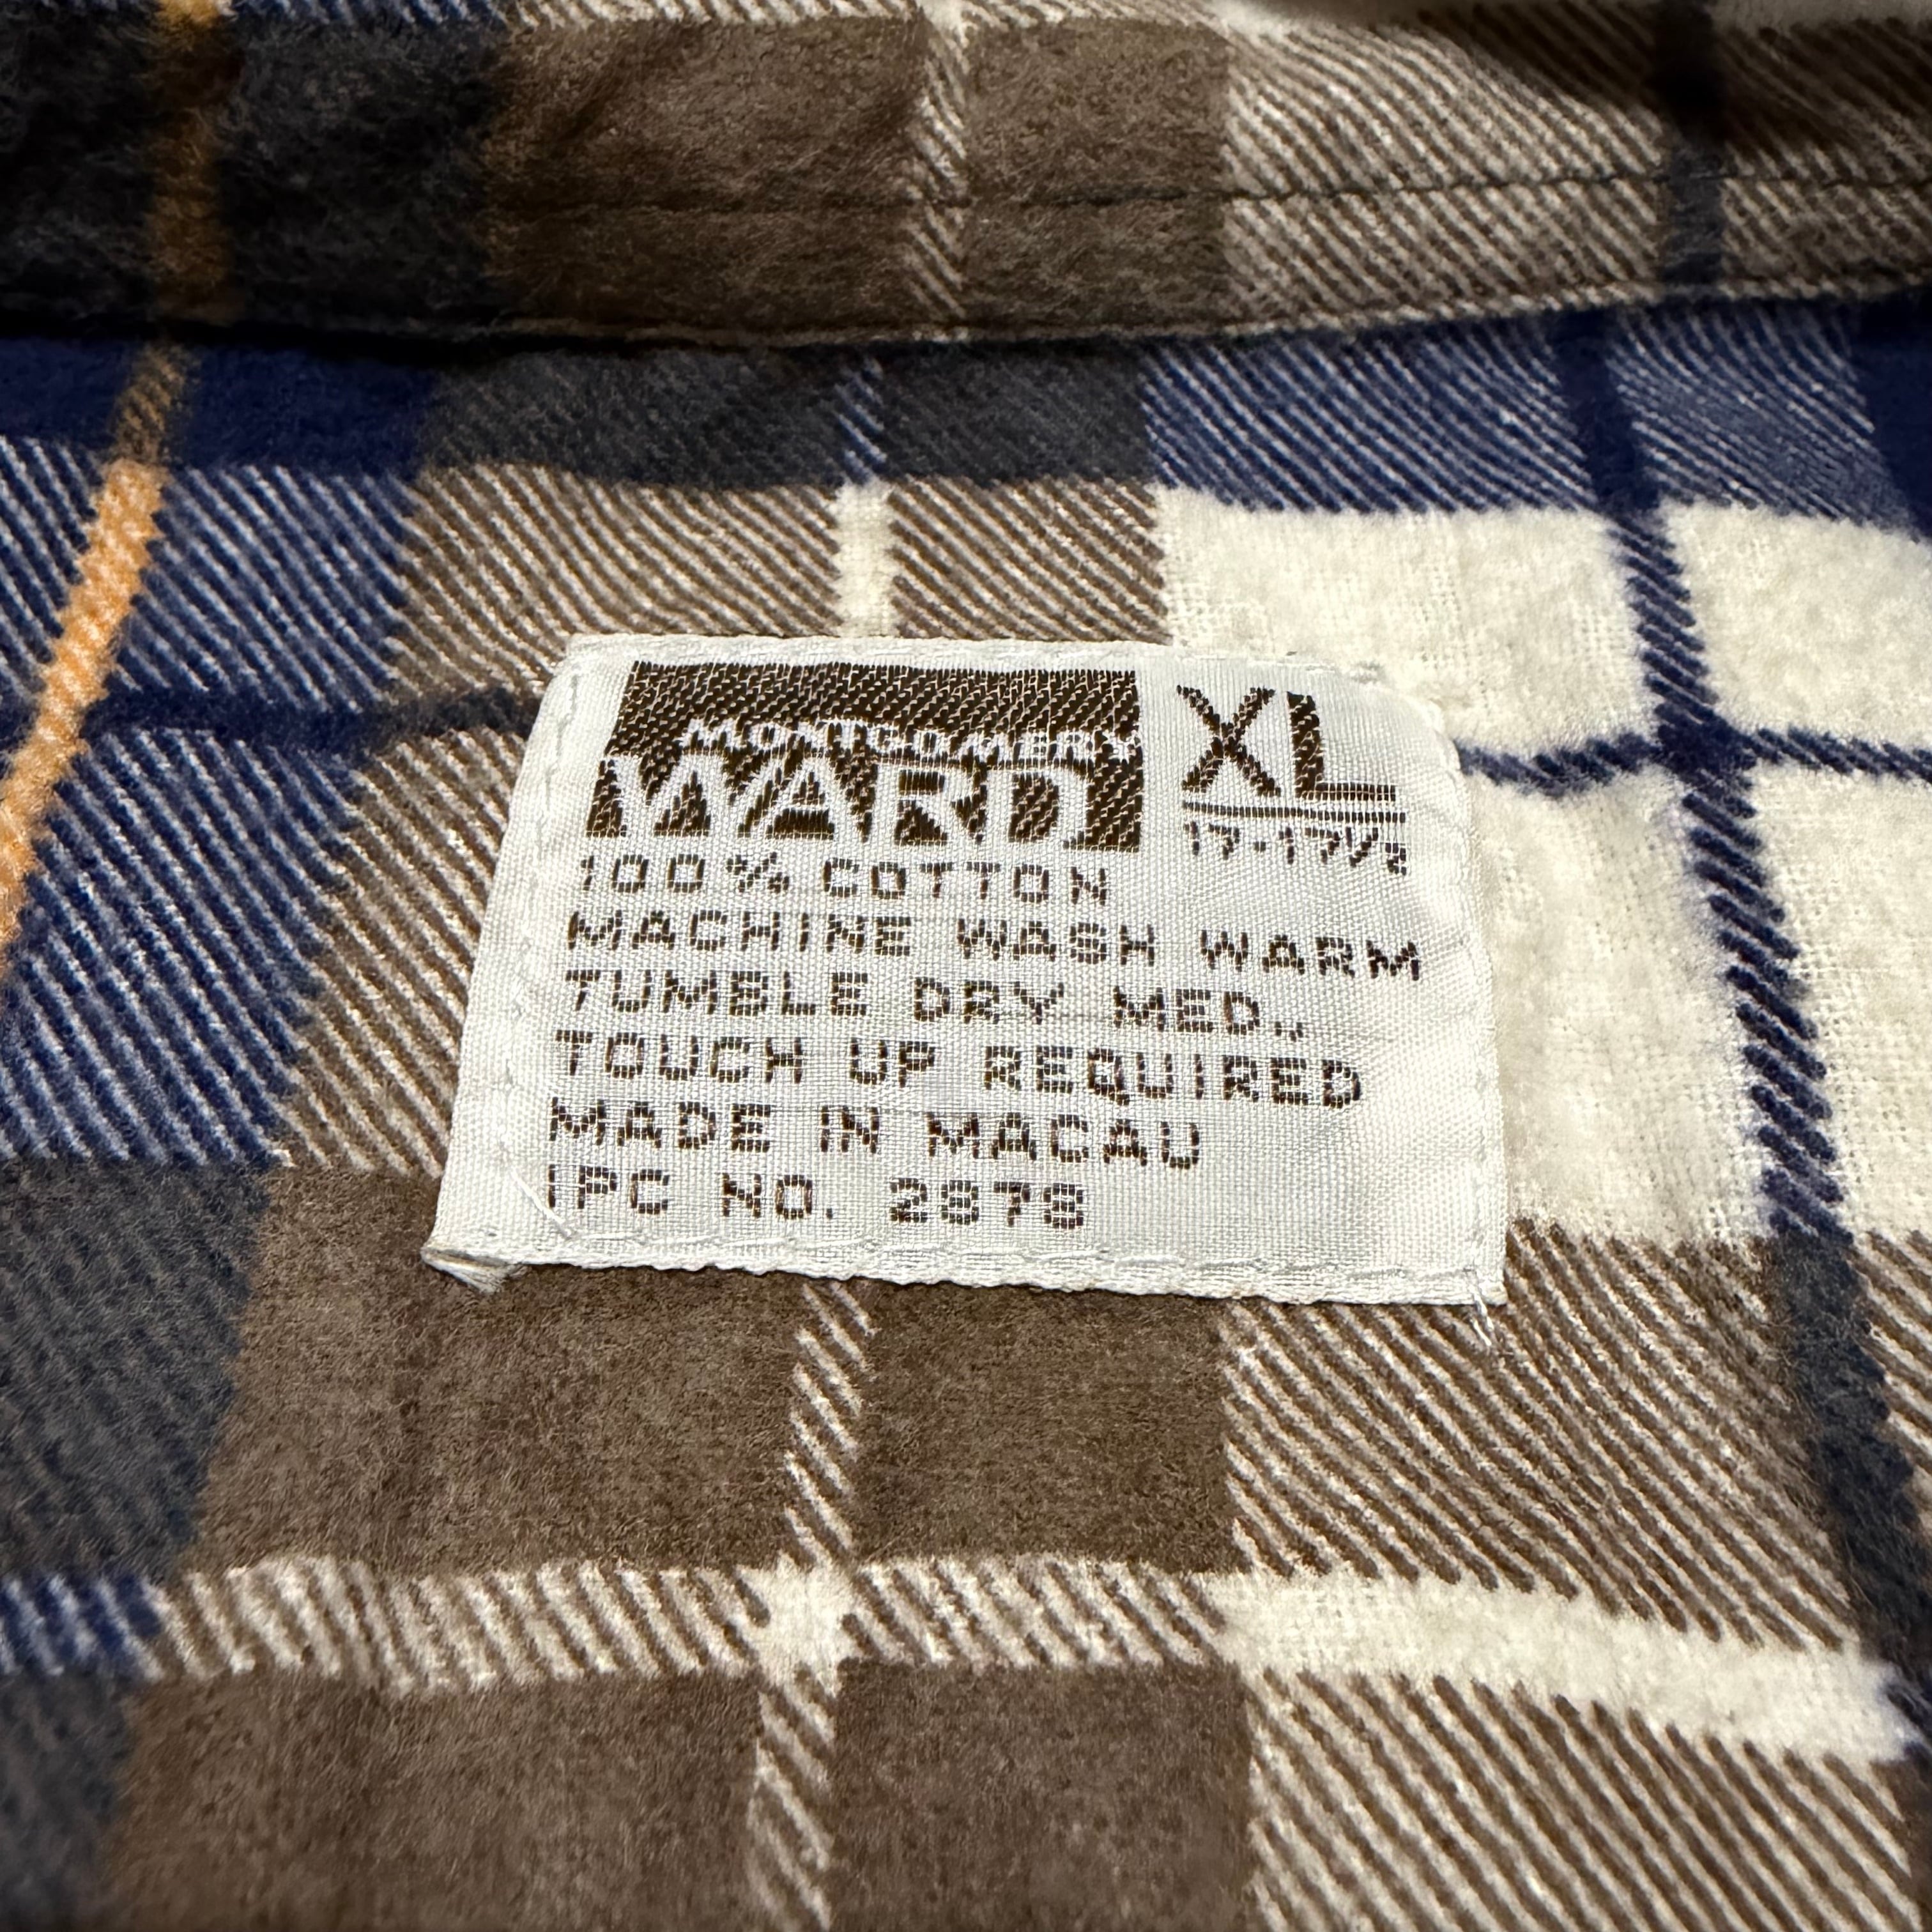 MONTGOMERY
WARD
XL
17-17½
100% COTTON
MACHINE WASH WARM
TUMBLE DRY MED.,
TOUCH UP REQUIRED
MADE IN MACAU
IPC NO. 2878